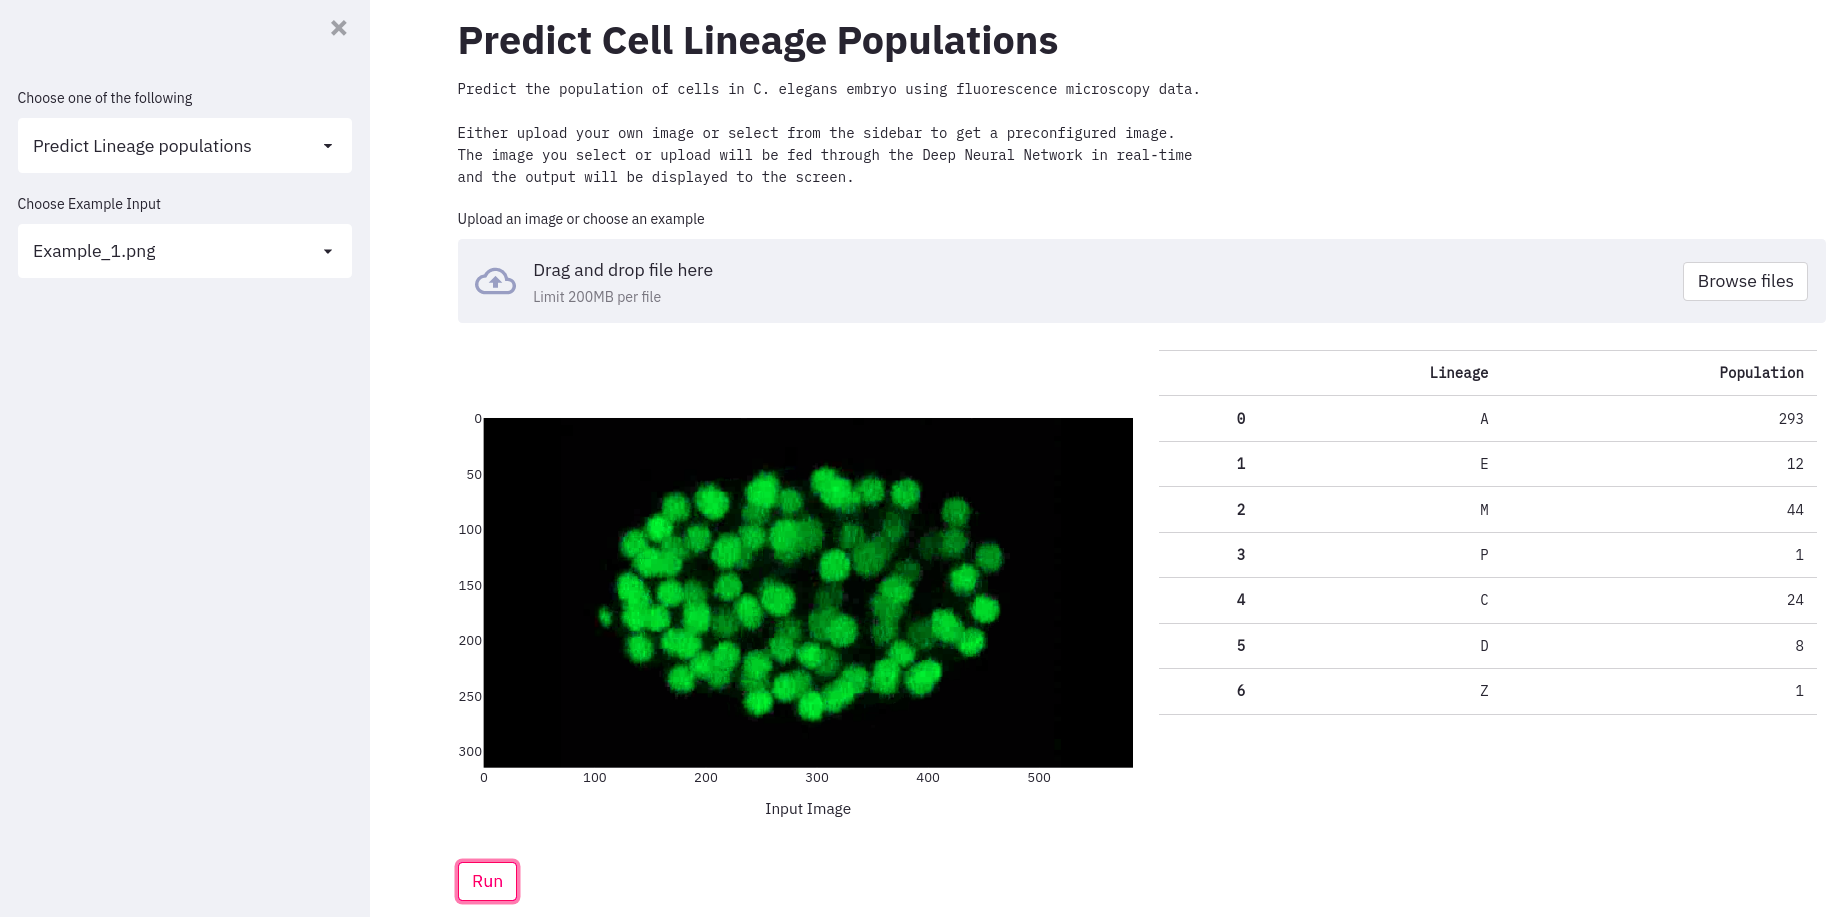 ×
Choose one of the following
Predict Lineage populations
Choose Example Input
Example_1.png
Predict Cell Lineage Populations
Predict the population of cells in C. elegans embryo using fluorescence microscopy data.
Either upload your own image or select from the sidebar to get a preconfigured image.
The image you select or upload will be fed through the Deep Neural Network in real-time
and the output will be displayed to the screen.
Upload an image or choose an example
Drag and drop file here
Limit 200MB per file
Browse files
0
50
100
150
200
250
300
0 100 200 300 400 500
Input Image
Lineage Population
0 A 293
1 E 12
2 M 44
3 P 1
4 C 24
5 D 8
6 Z 1
Run